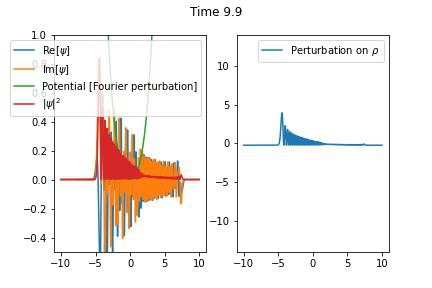 Time 9.9
1.0
0.8
0.6
0.4
0.2
0.0
−0.2
−0.4
Re[ψ]
Im[ψ]
Potential [Fourier perturbation]
|ψ|²
−10 −5 0 5 10
Perturbation on ρ
10
5
0
−5
−10
−10 −5 0 5 10